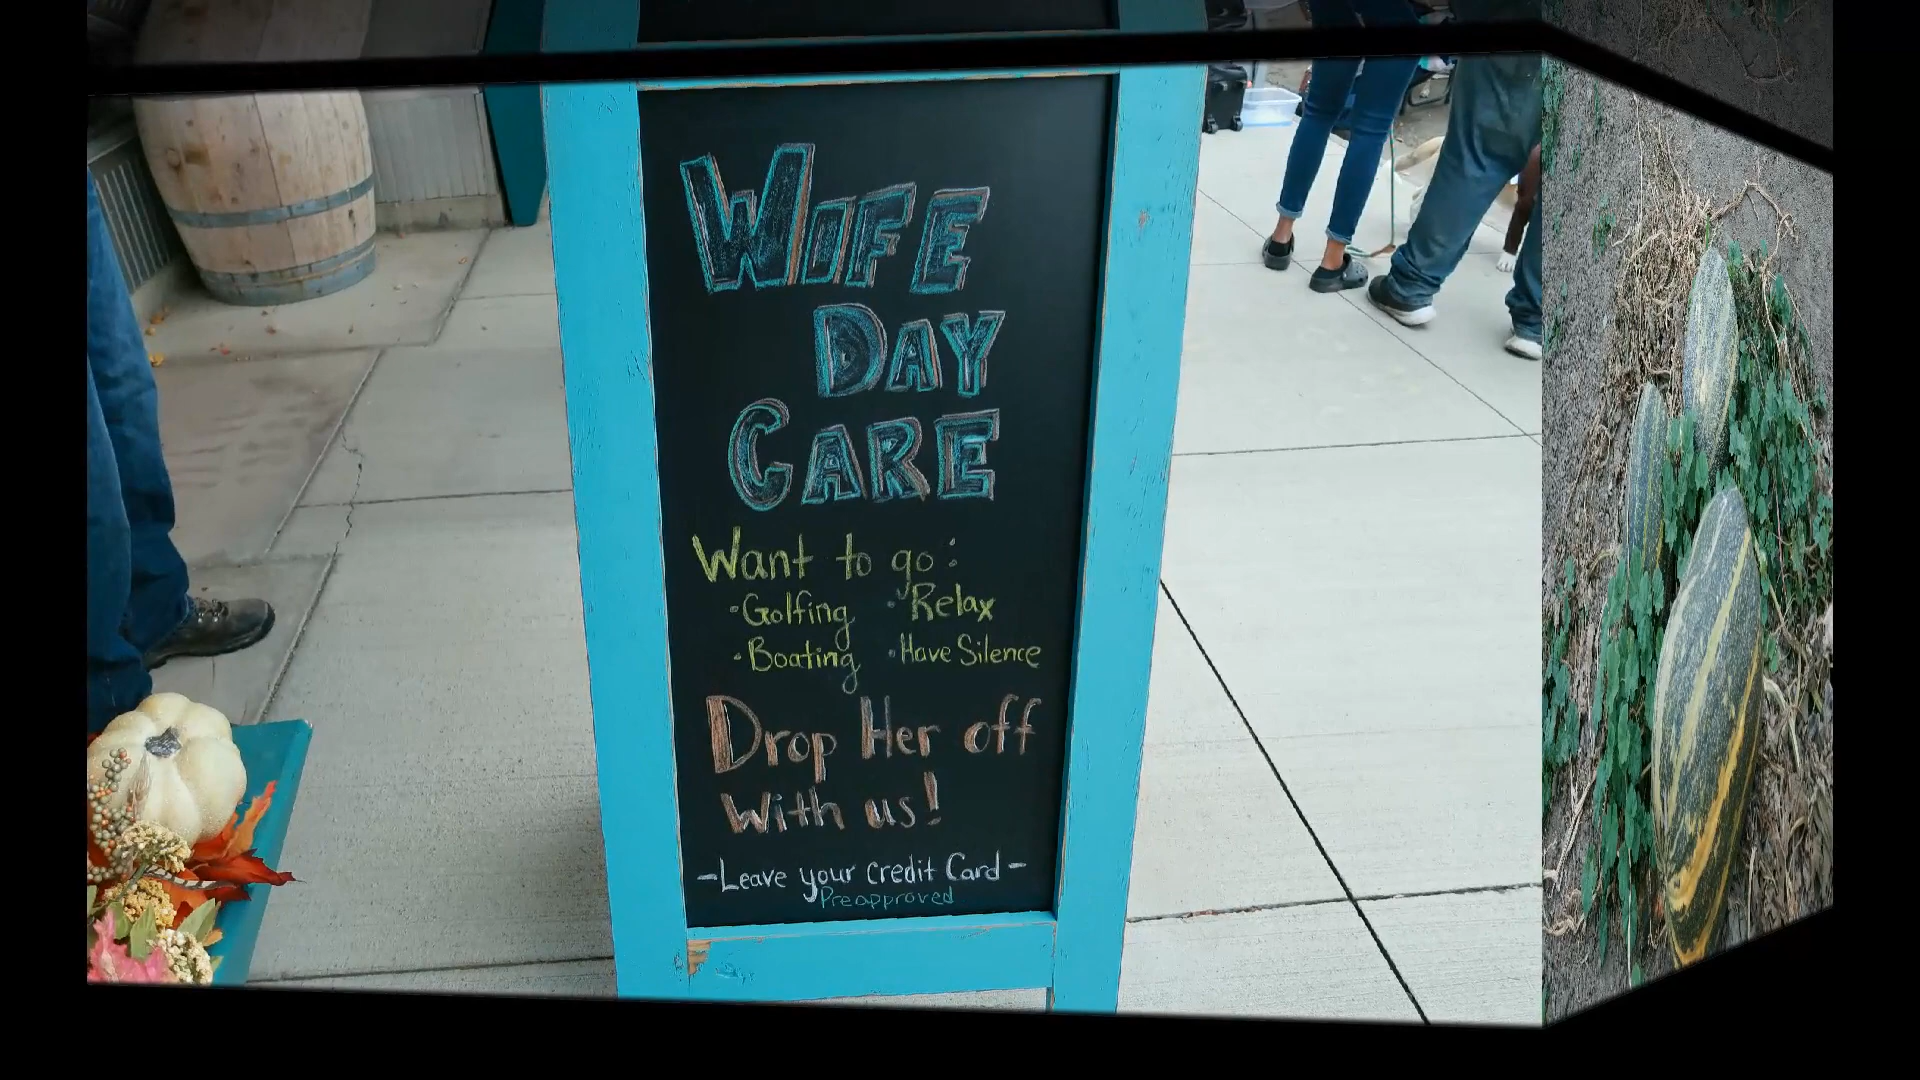 WIFE
DAY
CARE
Want to go:
·Golfing ·Relax
·Boating ·Have Silence
Drop Her off
With us!
-Leave your credit Card-
Preapproved